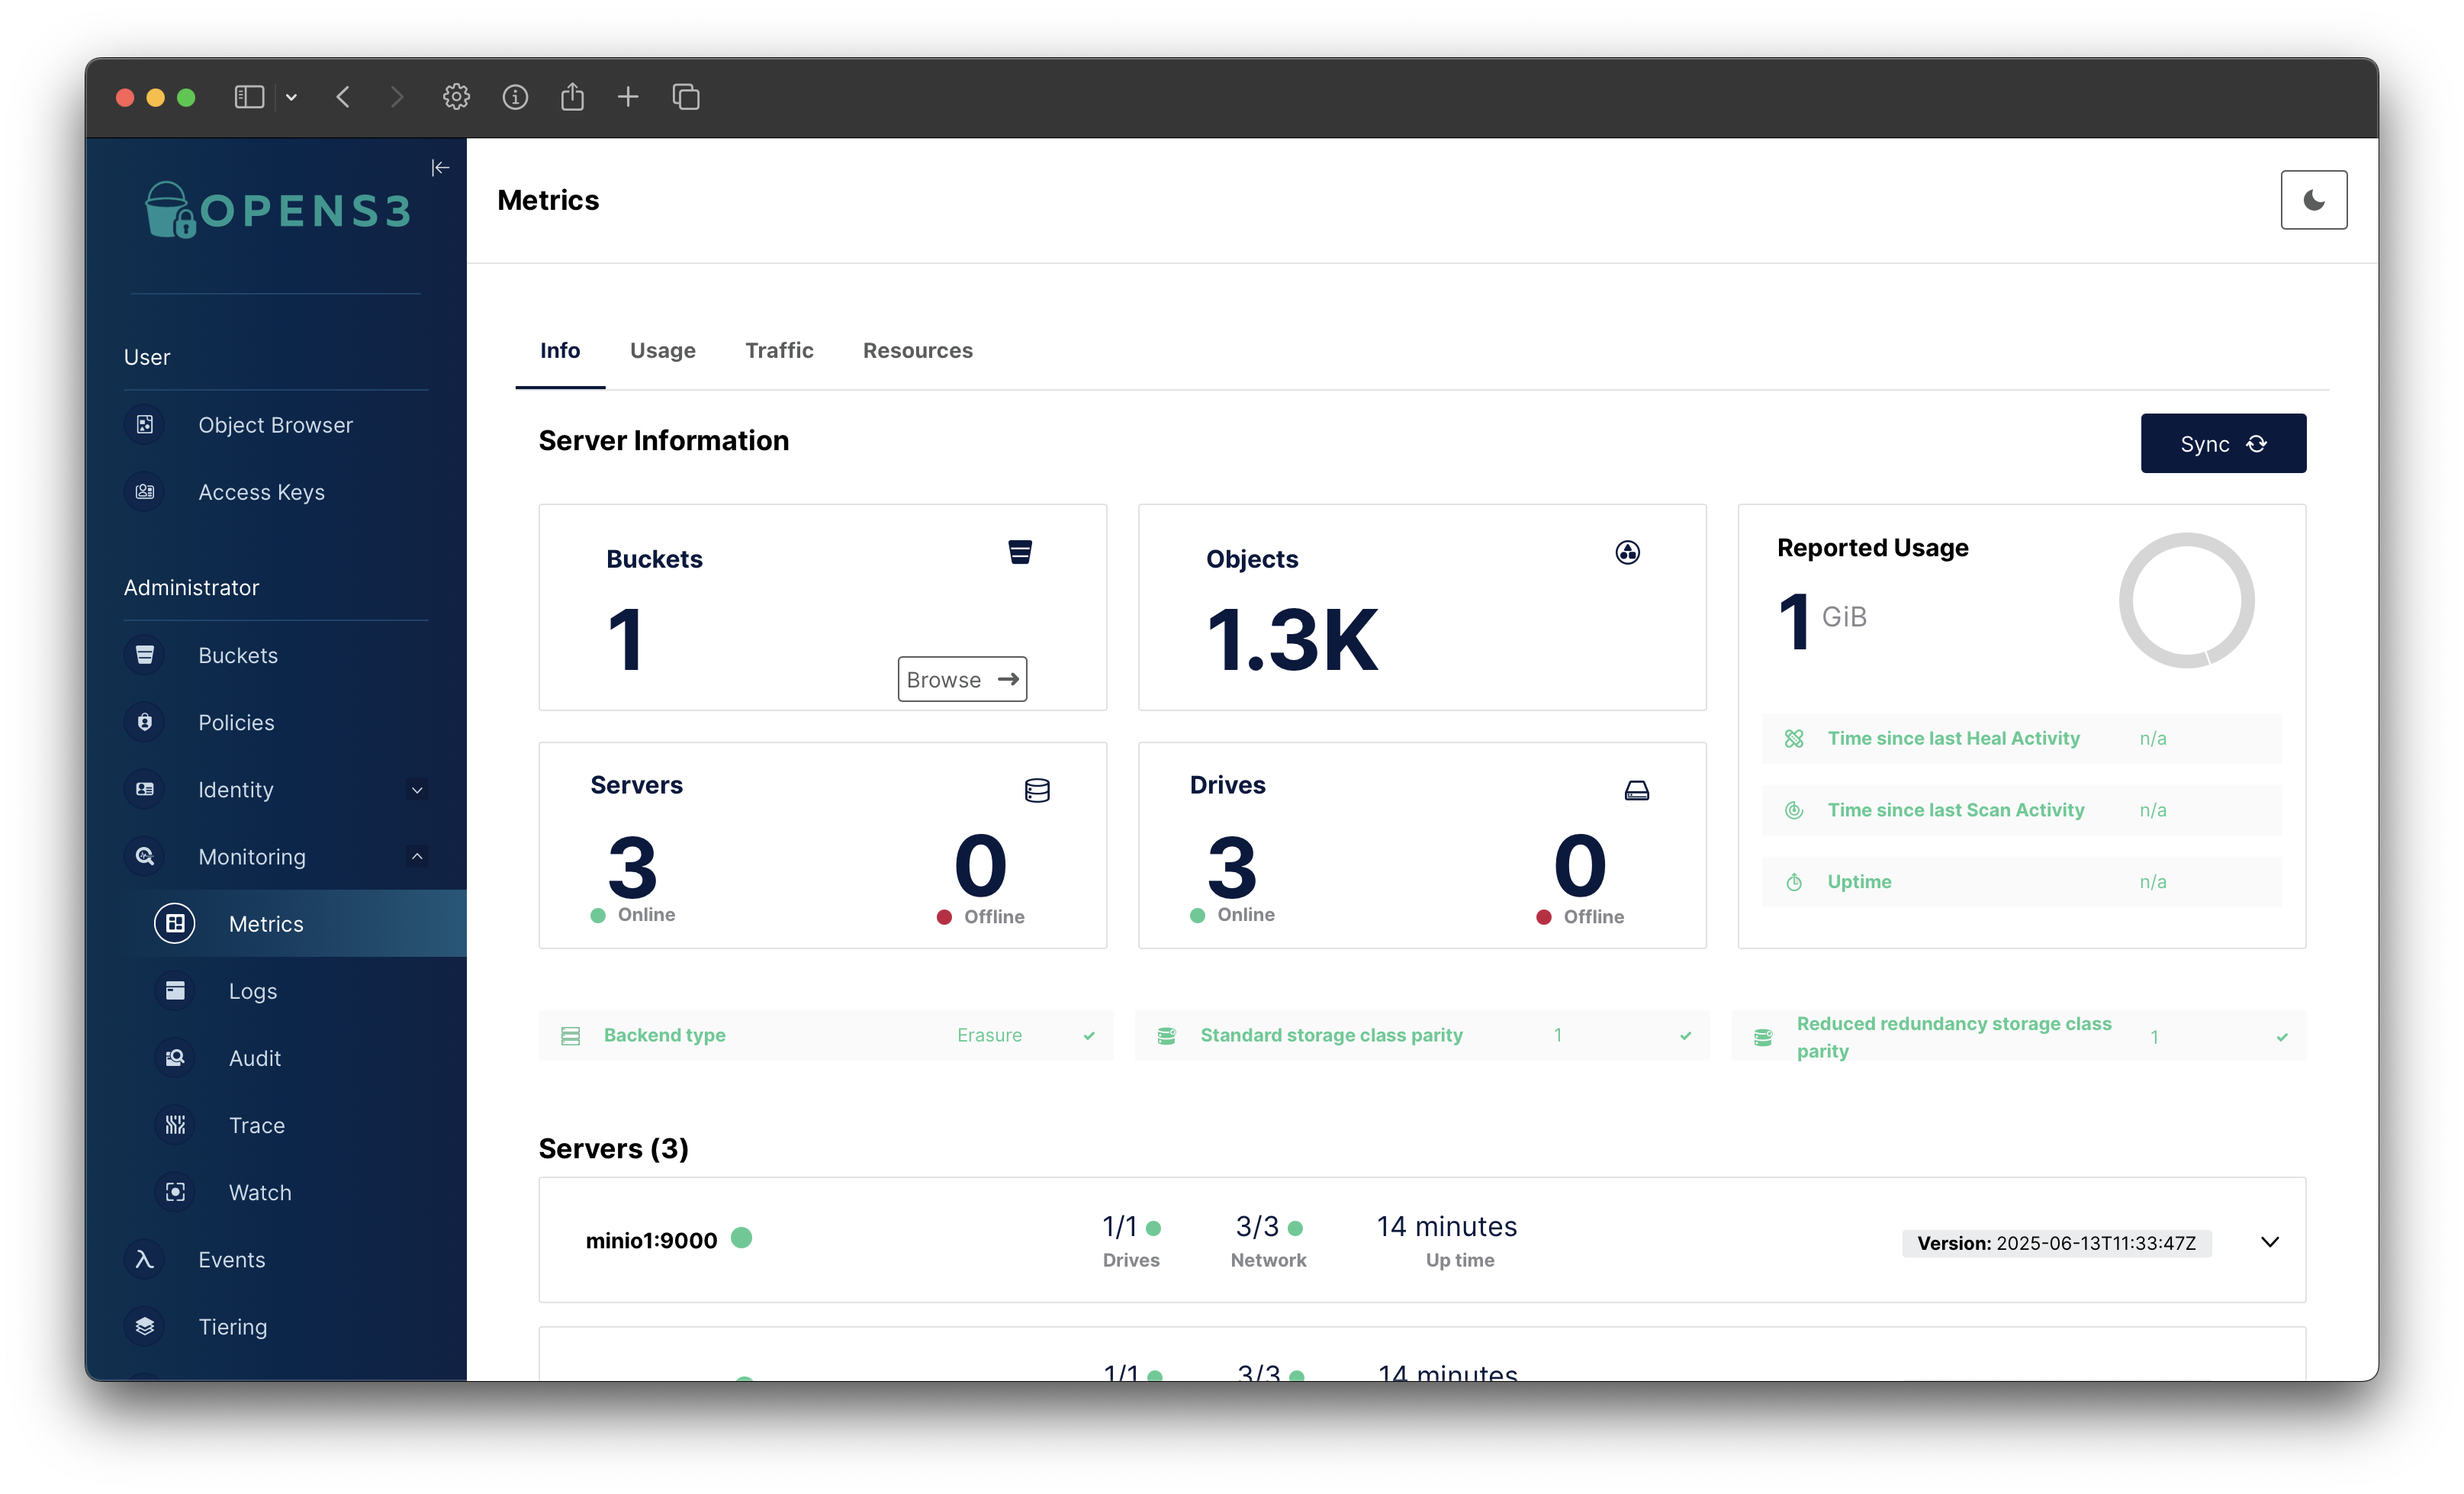 OPENS3
User
Object Browser
Access Keys
Administrator
Buckets
Policies
Identity
Monitoring
Metrics
Logs
Audit
Trace
Watch
Events
Tiering
Metrics
Info
Usage
Traffic
Resources
Server Information
Sync
Buckets
1
Browse
Objects
1.3K
Reported Usage
1 GiB
Time since last Heal Activity n/a
Time since last Scan Activity n/a
Uptime n/a
Servers
3
Online
0
Offline
Drives
3
Online
0
Offline
Backend type Erasure
Standard storage class parity 1
Reduced redundancy storage class
parity 1
Servers (3)
minio1:9000
1/1
Drives
3/3
Network
14 minutes
Up time
Version: 2025-06-13T11:33:47Z
1/1
3/3
14 minutes